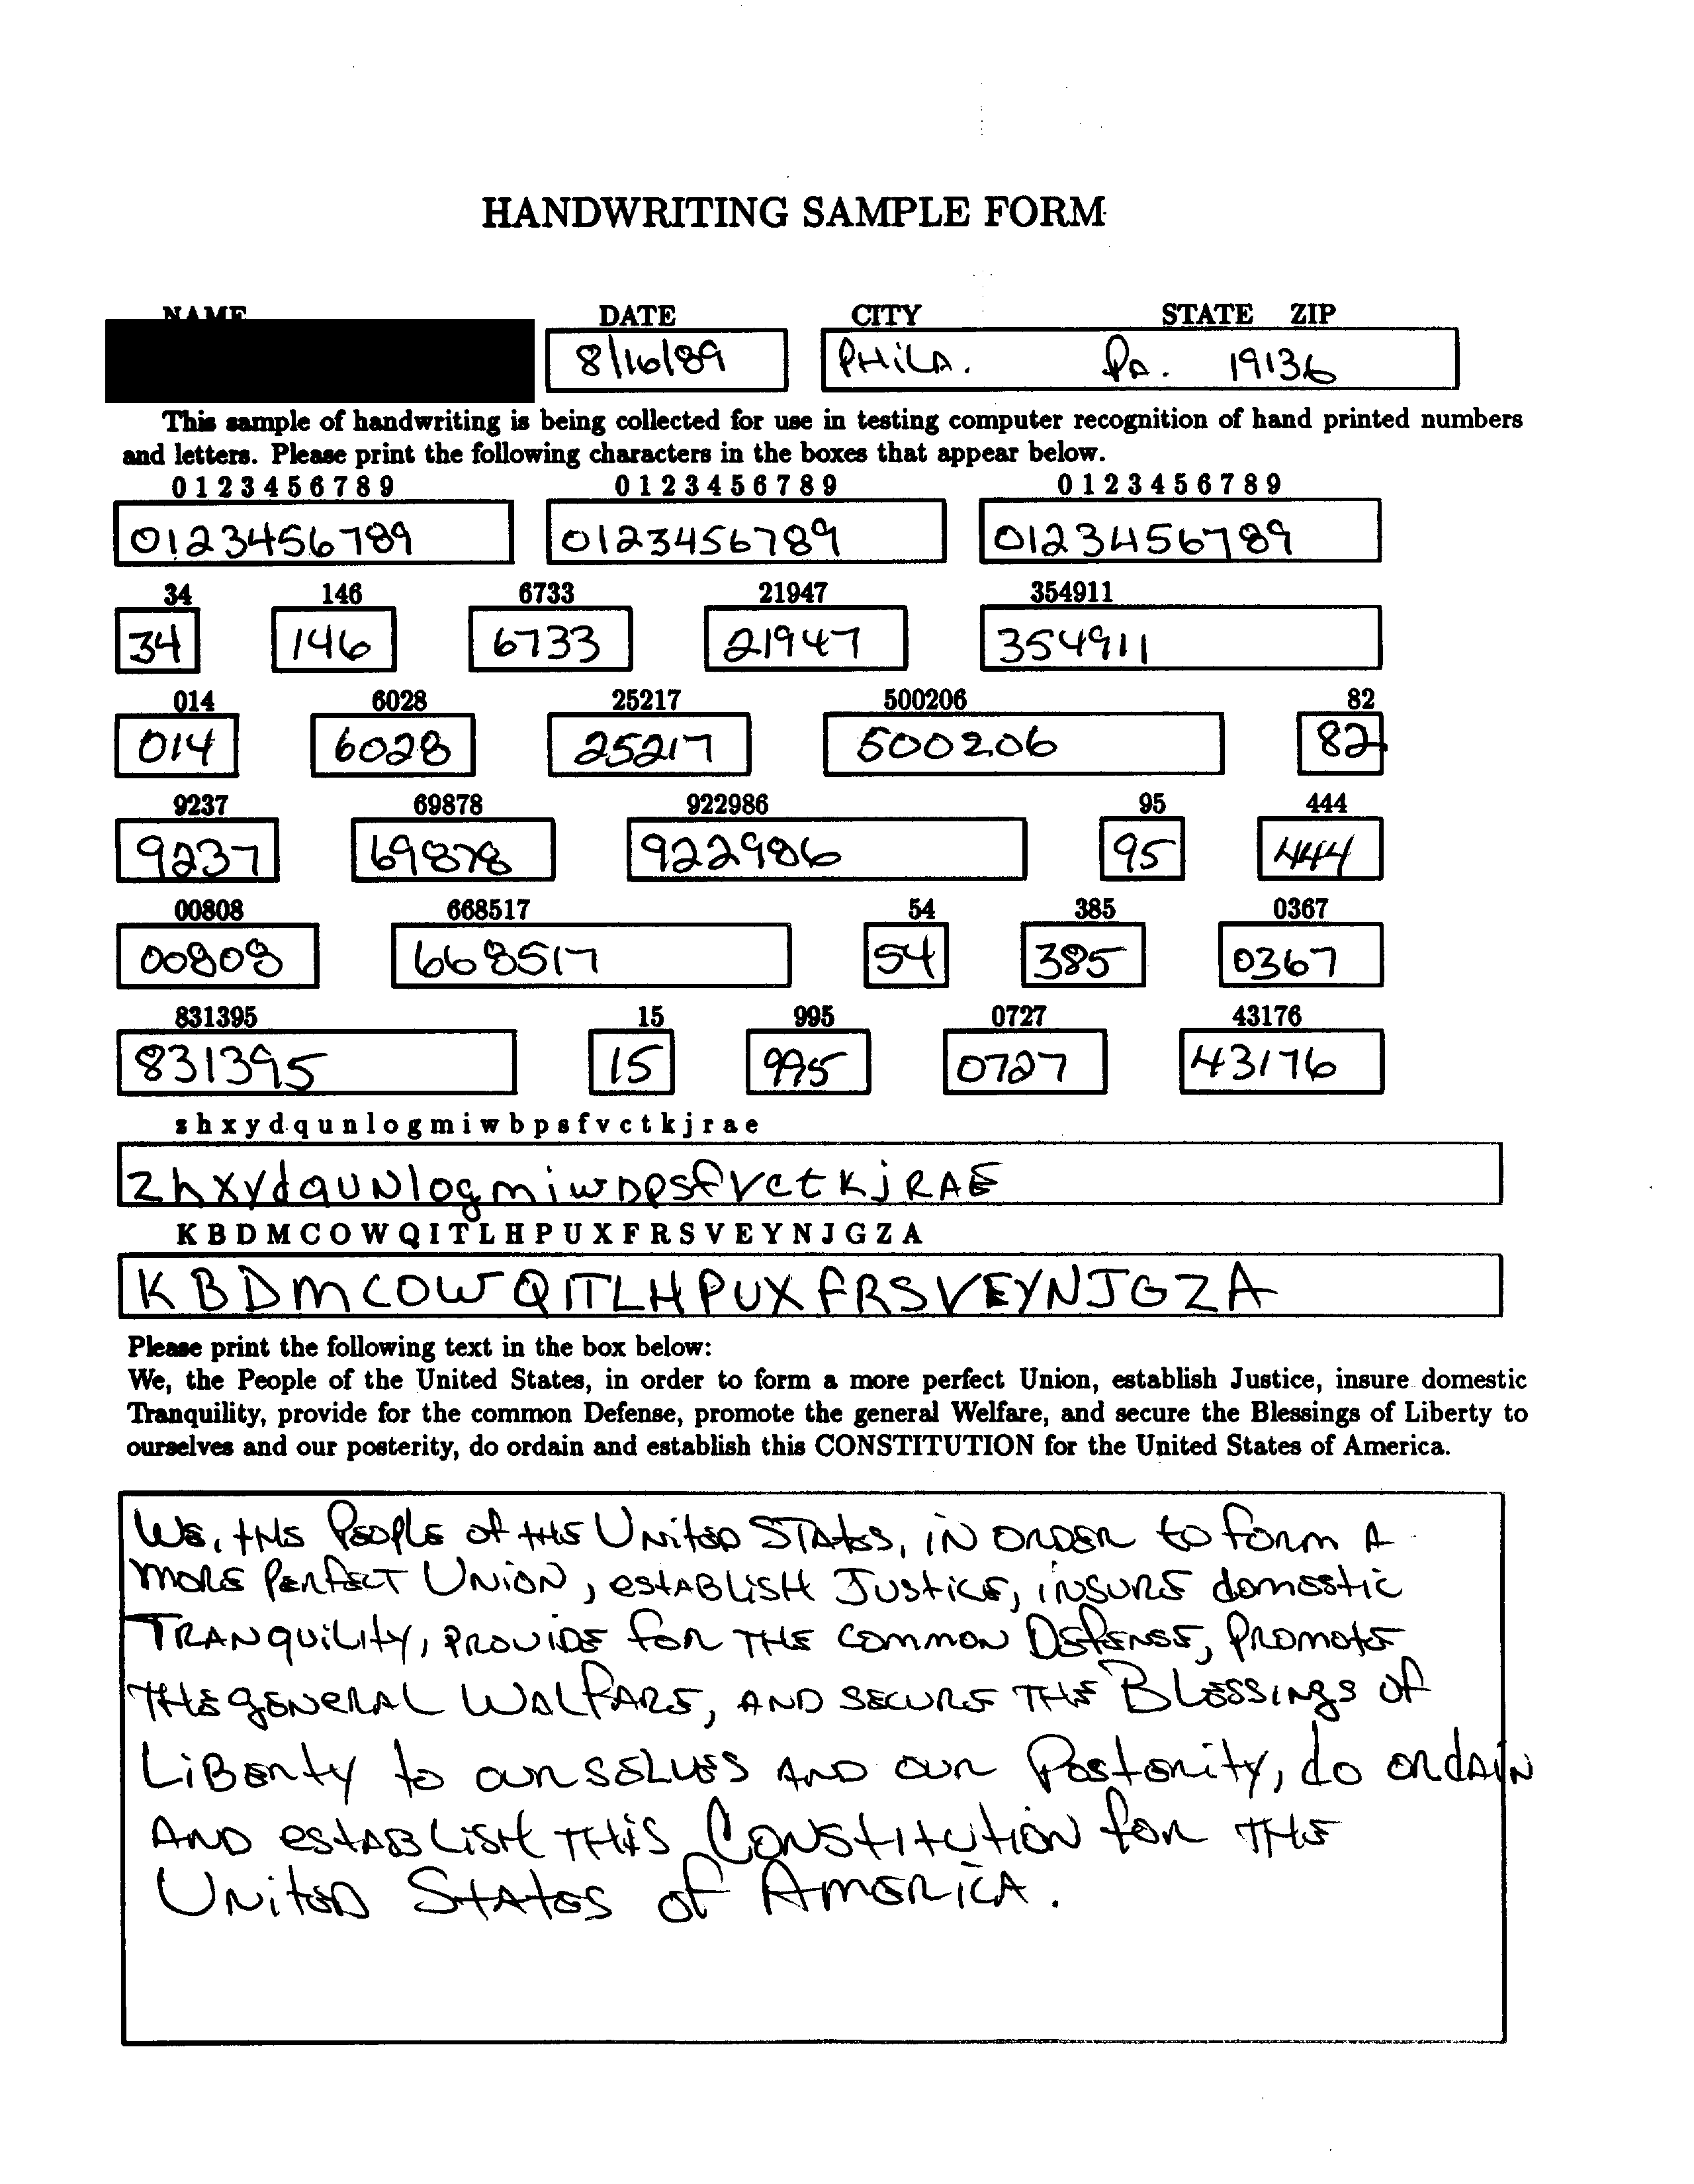 HANDWRITING SAMPLE FORM
NAME DATE CITY STATE ZIP
8/16/89 PHiLA. PA. 19136
This sample of handwriting is being collected for use in testing computer recognition of hand printed numbers
and letters. Please print the following characters in the boxes that appear below.
0 1 2 3 4 5 6 7 8 9 0 1 2 3 4 5 6 7 8 9 0 1 2 3 4 5 6 7 8 9
0123456789 0123456789 0123456789
34 146 6733 21947 354911
34 146 6733 21947 354911
014 6028 25217 500206 82
014 6028 25217 500206 82
9237 69878 922986 95 444
9237 69878 922986 95 444
00808 668517 54 385 0367
00808 668517 54 385 0367
831395 15 995 0727 43176
831395 15 995 0727 43176
z h x y d q u n l o g m i w b p s f v c t k j r a e
zhxydqUNlogmiwbpsfVctKjRAE
K B D M C O W Q I T L H P U X F R S V E Y N J G Z A
KBDMCOWQITLHPUXFRSVEYNJGZA
Please print the following text in the box below:
We, the People of the United States, in order to form a more perfect Union, establish Justice, insure domestic
Tranquility, provide for the common Defense, promote the general Welfare, and secure the Blessings of Liberty to
ourselves and our posterity, do ordain and establish this CONSTITUTION for the United States of America.
WE, tHE PEOPLE of tHE UNitED STAtES, iN ORDER to foRm A
moRE PERfECT UNiON, estABLiSH JUStiCE, iNSURE domEstic
TRANquiLity, PROViDE foR THE COMMON DEfENSE, PRomotE
THE gENERAL WALFARE, AND SECURE THE BLESSiNgS of
LiBERty to ouRSELVES AND OUR PostERity, do oRdAiN
AND estABLiSH THiS CONStitutiON foR THE
UNitED StAtES of AmERiCA.